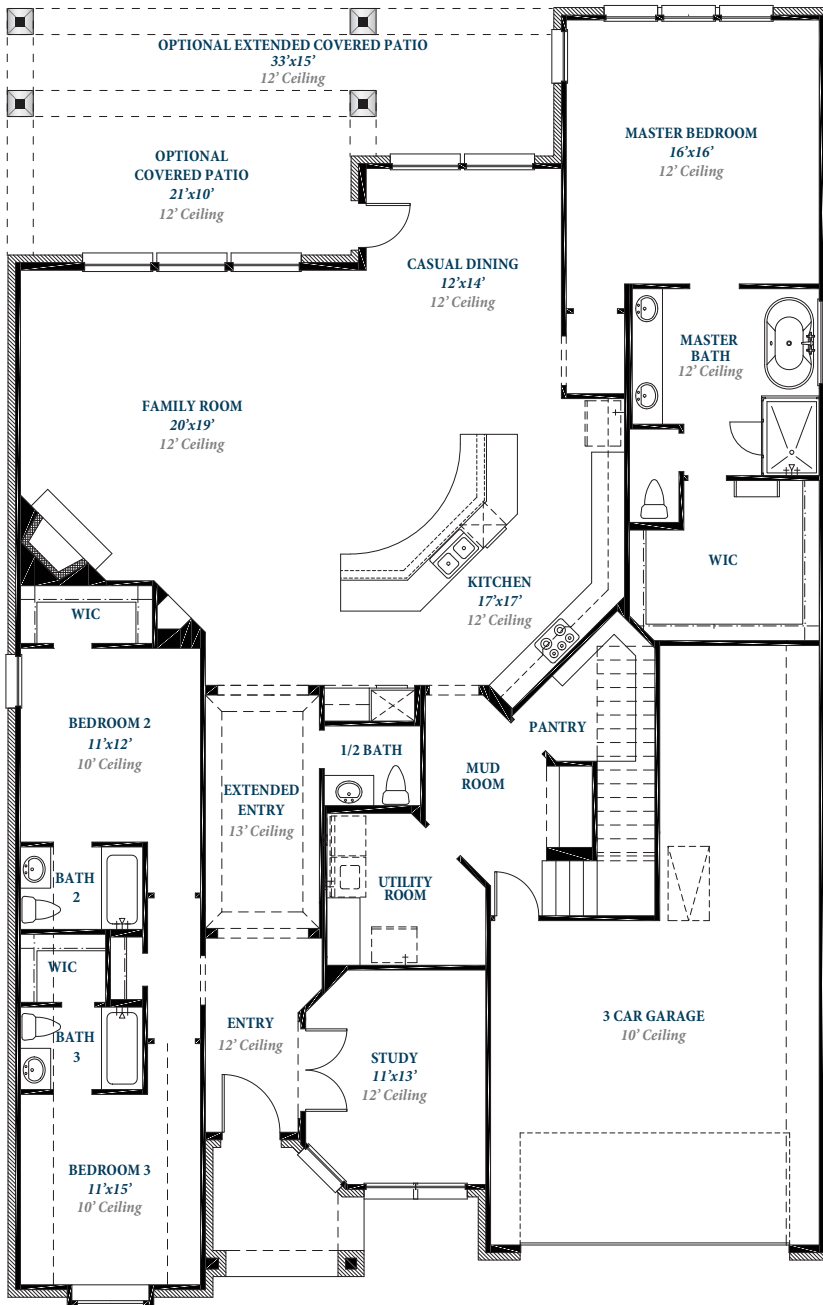 OPTIONAL EXTENDED COVERED PATIO
33'x15'
12' Ceiling
OPTIONAL
COVERED PATIO
21'x10'
12' Ceiling
MASTER BEDROOM
16'x16'
12' Ceiling
CASUAL DINING
12'x14'
12' Ceiling
MASTER
BATH
12' Ceiling
FAMILY ROOM
20'x19'
12' Ceiling
WIC
KITCHEN
17'x17'
12' Ceiling
WIC
BEDROOM 2
11'x12'
10' Ceiling
PANTRY
1/2 BATH
MUD
ROOM
EXTENDED
ENTRY
13' Ceiling
BATH
2
UTILITY
ROOM
WIC
3 CAR GARAGE
10' Ceiling
ENTRY
12' Ceiling
BATH
3
STUDY
11'x13'
12' Ceiling
BEDROOM 3
11'x15'
10' Ceiling